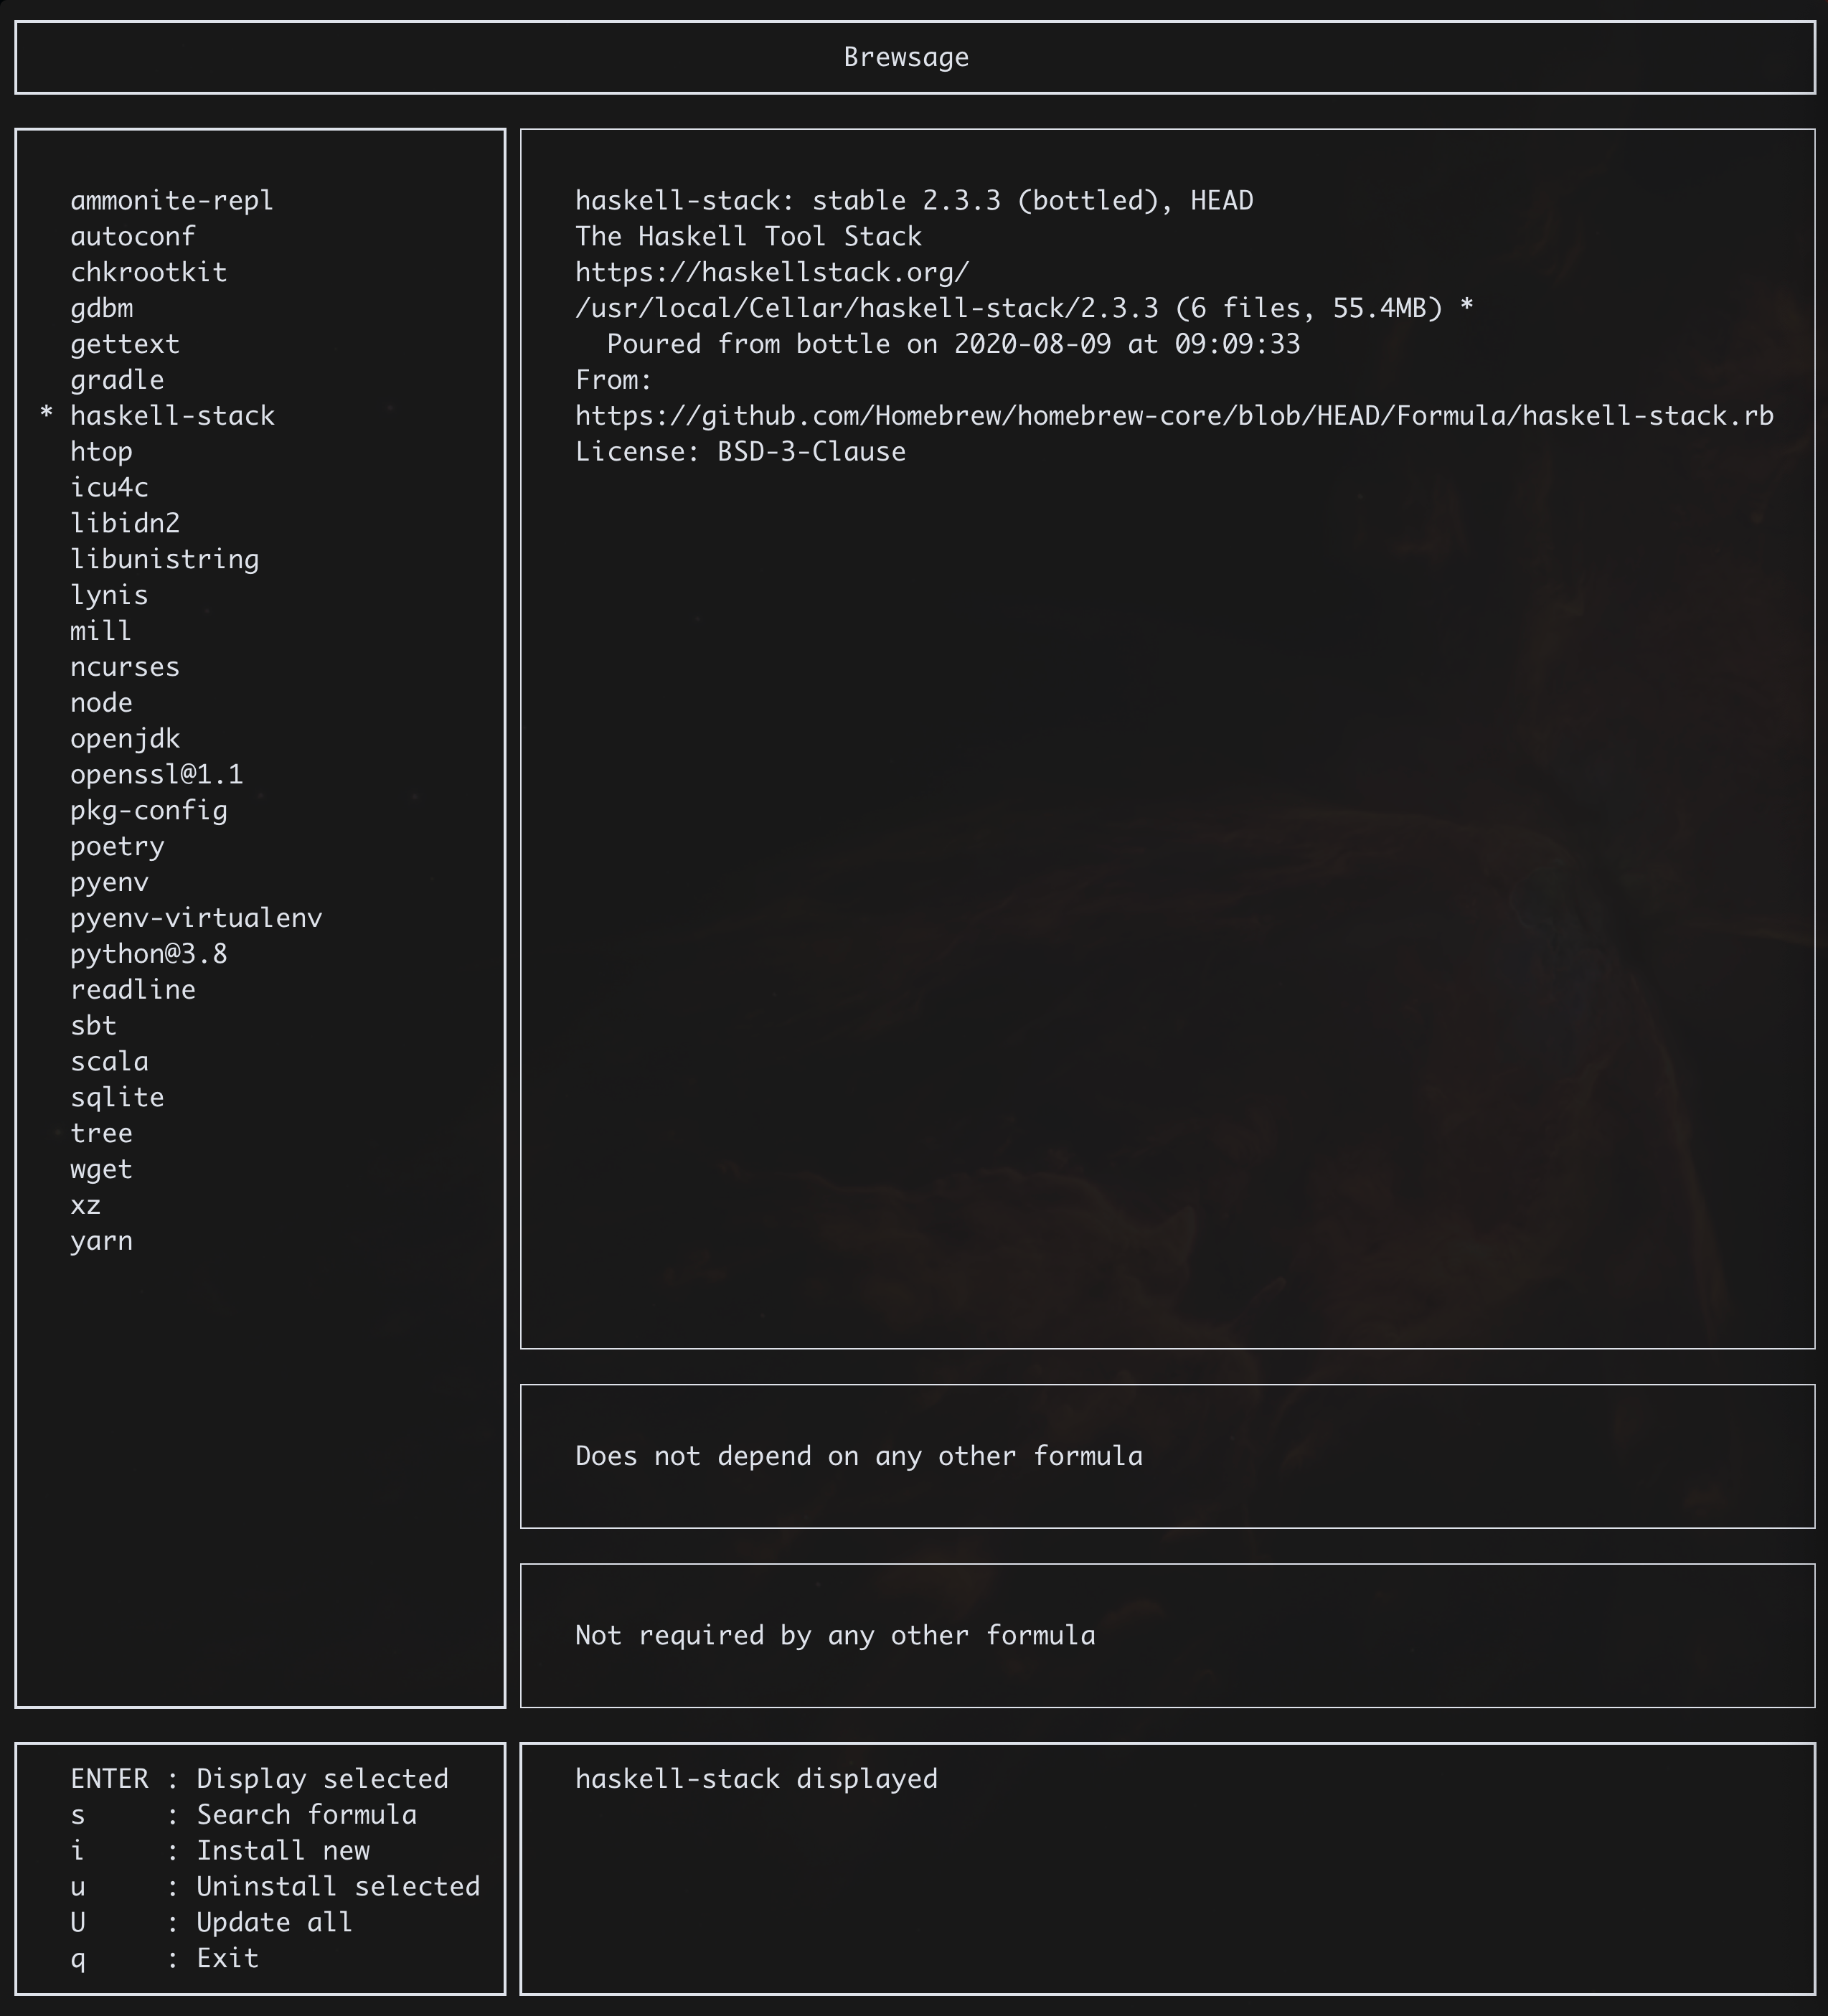 Brewsage
ammonite-repl
autoconf
chkrootkit
gdbm
gettext
gradle
* haskell-stack
htop
icu4c
libidn2
libunistring
lynis
mill
ncurses
node
openjdk
openssl@1.1
pkg-config
poetry
pyenv
pyenv-virtualenv
python@3.8
readline
sbt
scala
sqlite
tree
wget
xz
yarn
haskell-stack: stable 2.3.3 (bottled), HEAD
The Haskell Tool Stack
https://haskellstack.org/
/usr/local/Cellar/haskell-stack/2.3.3 (6 files, 55.4MB) *
  Poured from bottle on 2020-08-09 at 09:09:33
From:
https://github.com/Homebrew/homebrew-core/blob/HEAD/Formula/haskell-stack.rb
License: BSD-3-Clause
Does not depend on any other formula
Not required by any other formula
ENTER : Display selected
s     : Search formula
i     : Install new
u     : Uninstall selected
U     : Update all
q     : Exit
haskell-stack displayed